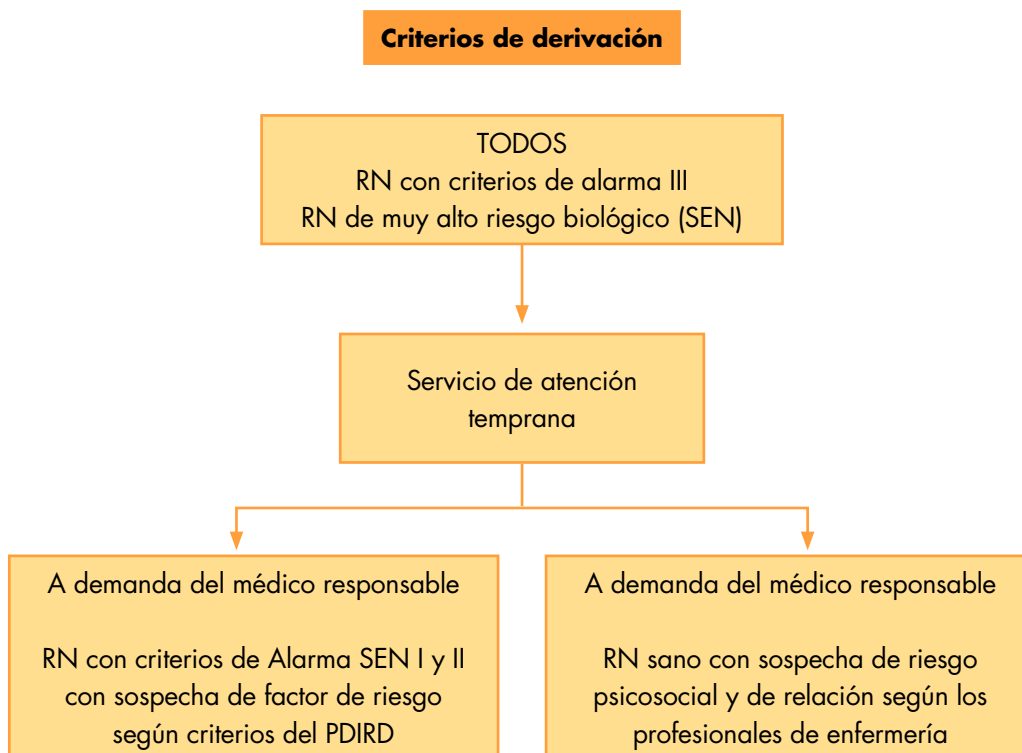 Criterios de derivación
TODOS
RN con criterios de alarma III
RN de muy alto riesgo biológico (SEN)
Servicio de atención
temprana
A demanda del médico responsable
RN con criterios de Alarma SEN I y II
con sospecha de factor de riesgo
según criterios del PDIRD
A demanda del médico responsable
RN sano con sospecha de riesgo
psicosocial y de relación según los
profesionales de enfermería